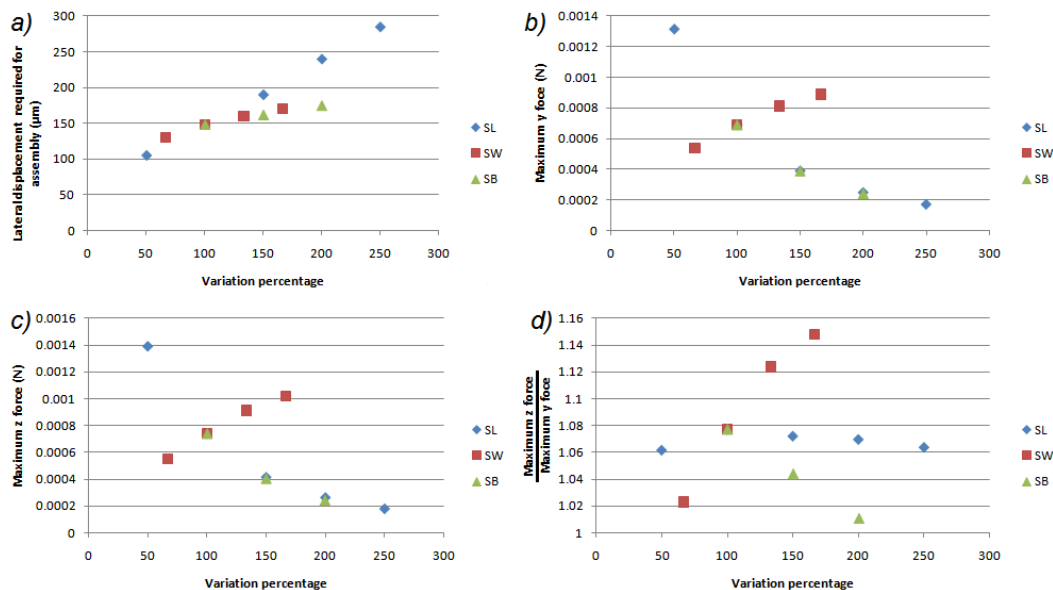 a)
300
250
200
150
100
50
0
Lateral displacement required for
assembly (µm)
0 50 100 150 200 250 300
Variation percentage
SL
SW
SB
b)
0.0014
0.0012
0.001
0.0008
0.0006
0.0004
0.0002
0
Maximum y foce (N)
0 50 100 150 200 250 300
Variation percentage
SL
SW
SB
c)
0.0016
0.0014
0.0012
0.001
0.0008
0.0006
0.0004
0.0002
0
Maximum z force (N)
0 50 100 150 200 250 300
Variation percentage
SL
SW
SB
d)
1.16
1.14
1.12
1.1
1.08
1.06
1.04
1.02
1
Maximum z force
Maximum y foce
0 50 100 150 200 250 300
Variation percentage
SL
SW
SB